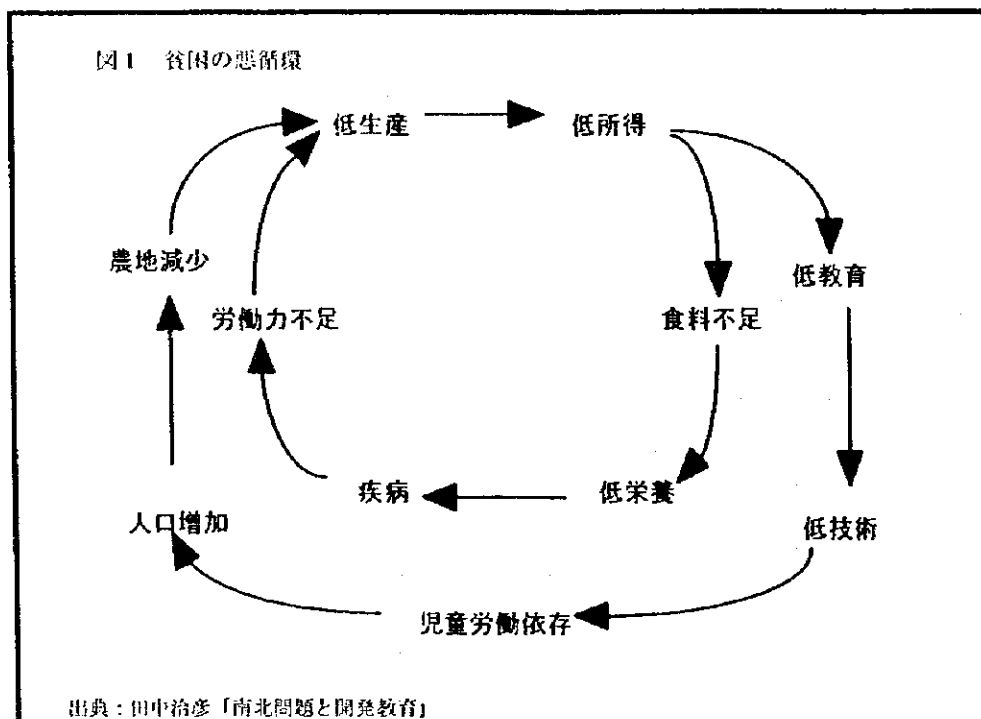 図1 貧困の悪循環
低生産
低所得
農地減少
低教育
労働力不足
食料不足
疾病
低栄養
人口増加
低技術
児童労働依存
出典：田中治彦「南北問題と開発教育」